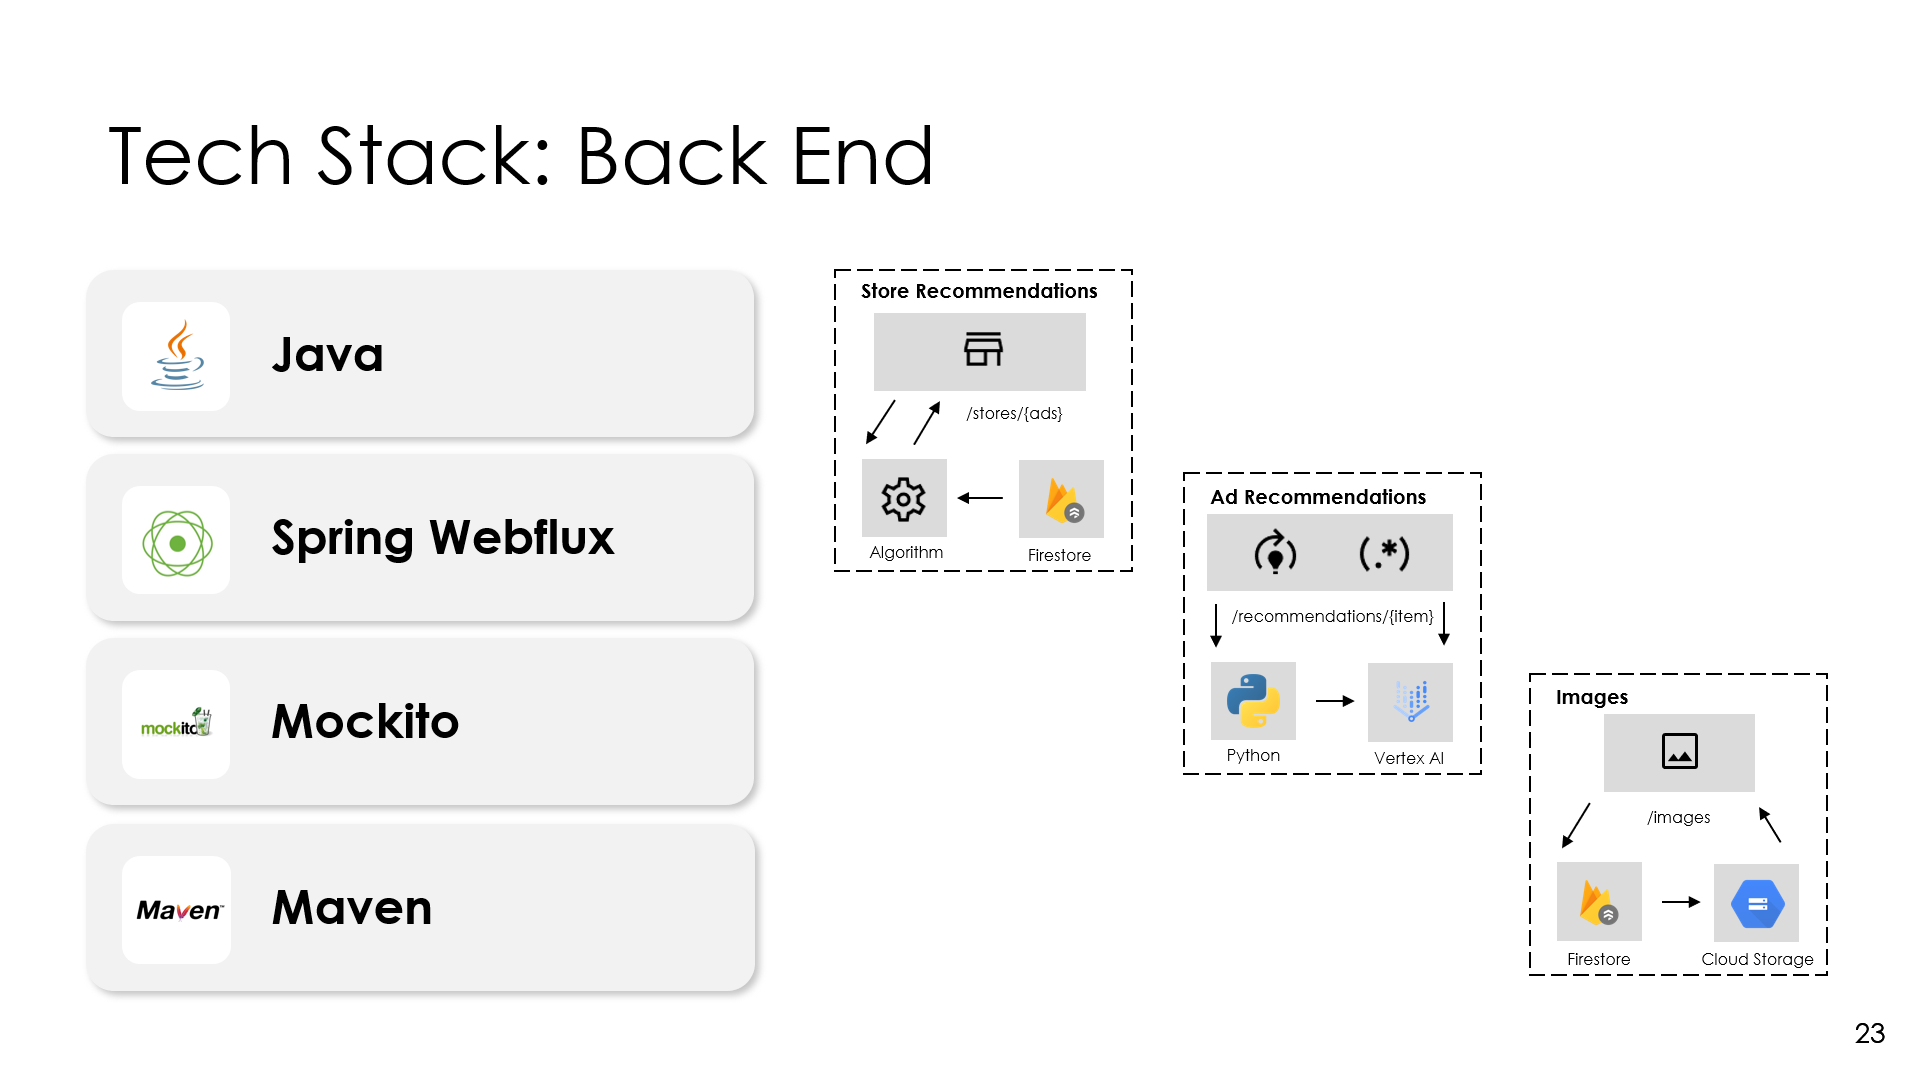 Tech Stack: Back End
Java
Spring Webflux
mockito
Mockito
Maven™
Maven
Store Recommendations
/stores/{ads}
Algorithm
Firestore
Ad Recommendations
(.*)
/recommendations/{item}
Python
Vertex AI
Images
/images
Firestore
Cloud Storage
23